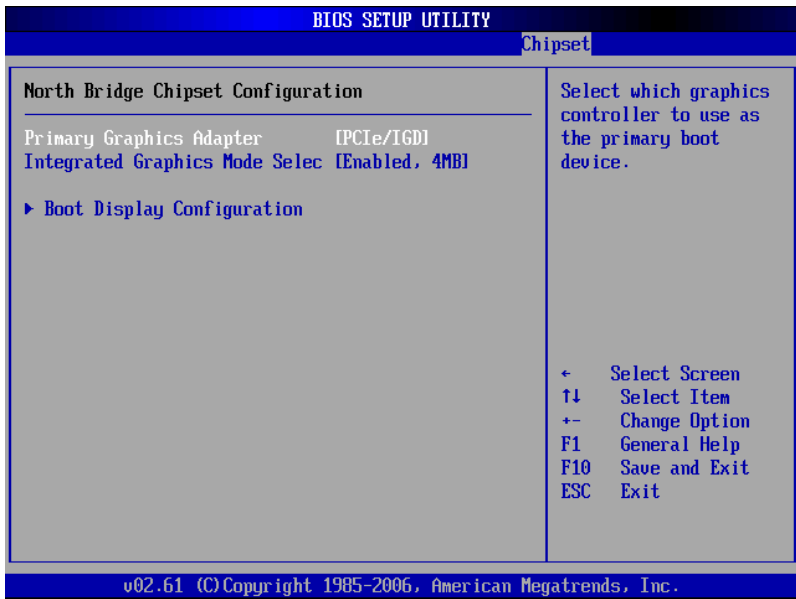 BIOS SETUP UTILITY
Chipset
North Bridge Chipset Configuration
Primary Graphics Adapter [PCIe/IGD]
Integrated Graphics Mode Selec [Enabled, 4MB]
▶ Boot Display Configuration
Select which graphics
controller to use as
the primary boot
device.
← Select Screen
↑↓ Select Item
+- Change Option
F1 General Help
F10 Save and Exit
ESC Exit
v02.61 (C)Copyright 1985-2006, American Megatrends, Inc.